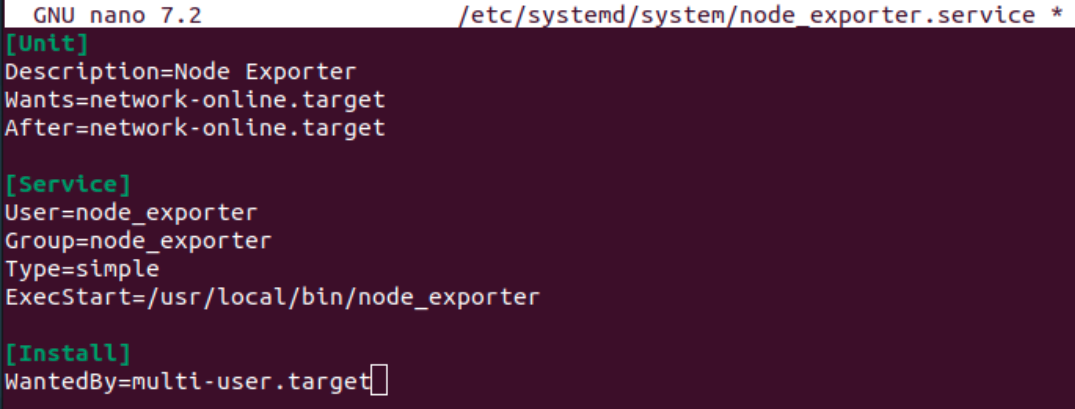 GNU nano 7.2 /etc/systemd/system/node_exporter.service *
[Unit]
Description=Node Exporter
Wants=network-online.target
After=network-online.target
[Service]
User=node_exporter
Group=node_exporter
Type=simple
ExecStart=/usr/local/bin/node_exporter
[Install]
WantedBy=multi-user.target